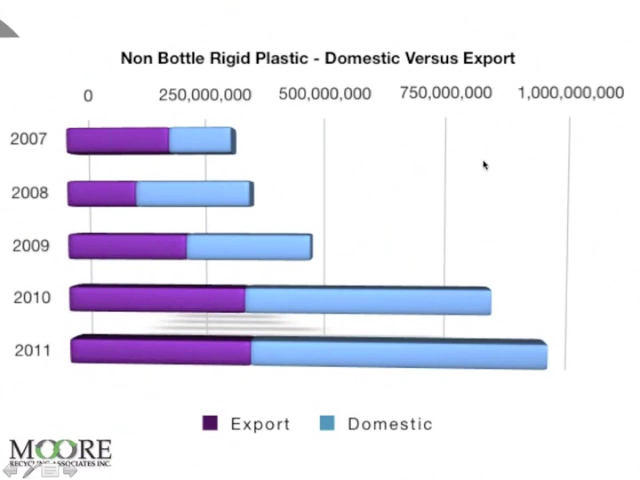 Non Bottle Rigid Plastic - Domestic Versus Export
0 250,000,000 500,000,000 750,000,000 1,000,000,000
2007
2008
2009
2010
2011
Export Domestic
MOORE
RECYCLING ASSOCIATES INC.